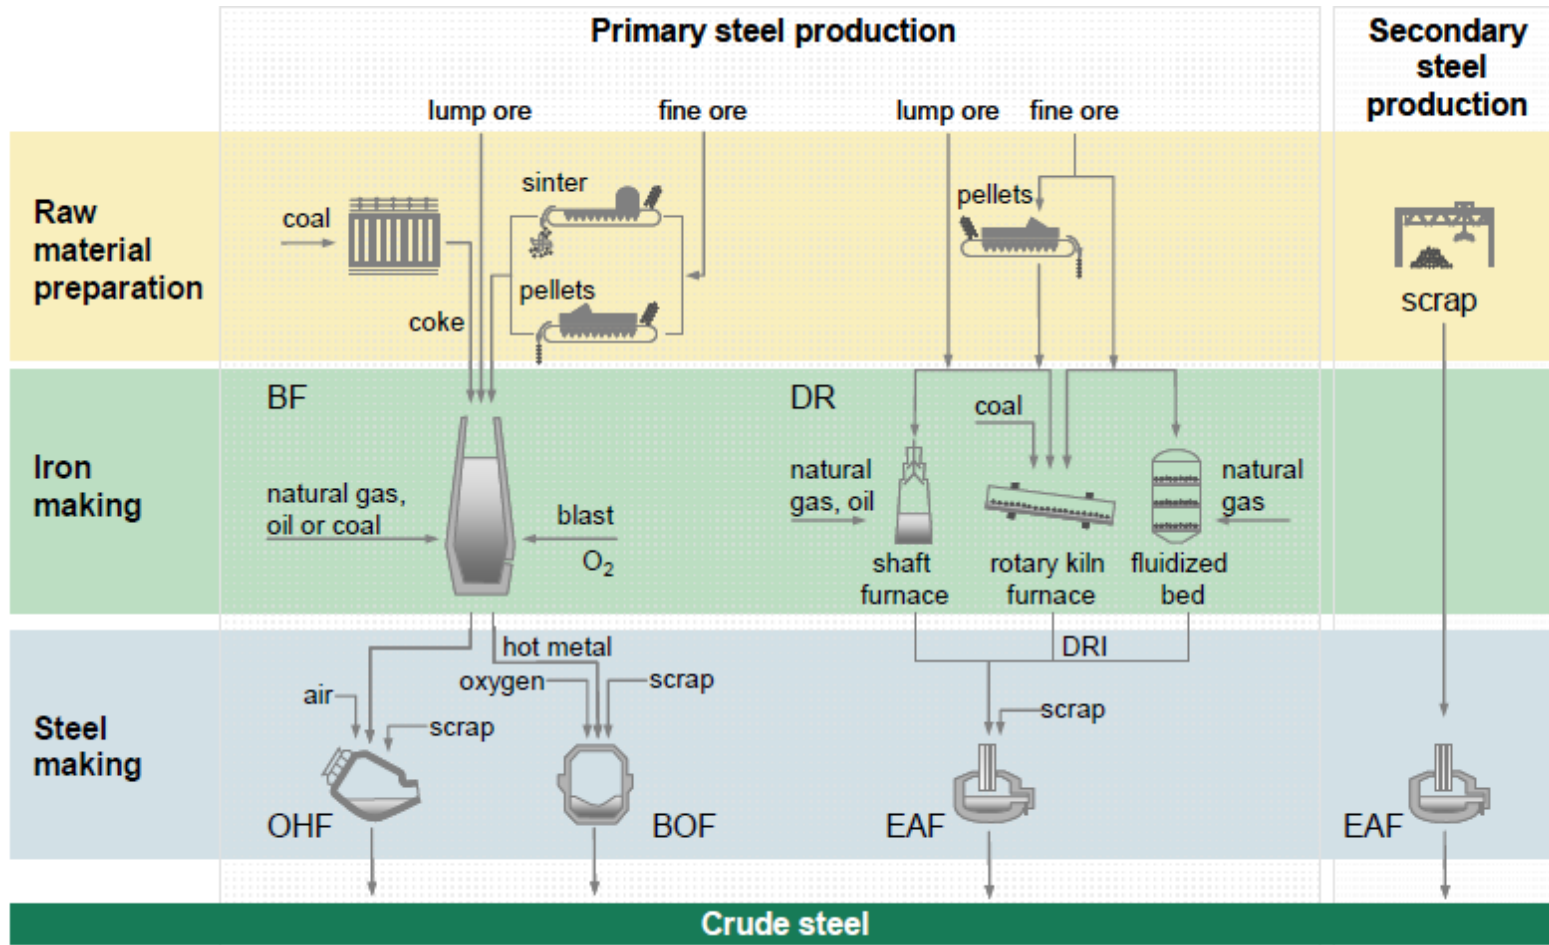 Primary steel production
Secondary
steel
production
lump ore
fine ore
lump ore
fine ore
Raw
material
preparation
coal
sinter
pellets
coke
pellets
scrap
Iron
making
BF
natural gas,
oil or coal
blast
O₂
DR
coal
natural
gas, oil
natural
gas
shaft
furnace
rotary kiln
furnace
fluidized
bed
Steel
making
hot metal
oxygen
scrap
air
scrap
OHF
BOF
DRI
scrap
EAF
EAF
Crude steel